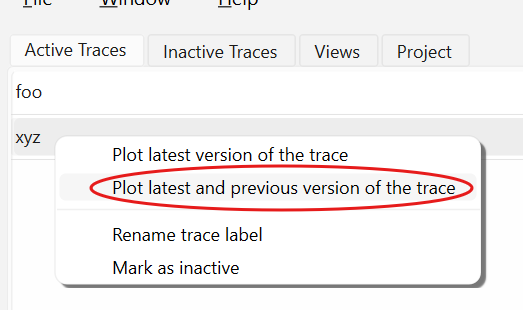 File Window Help
Active Traces Inactive Traces Views Project
foo
xyz
Plot latest version of the trace
Plot latest and previous version of the trace
Rename trace label
Mark as inactive